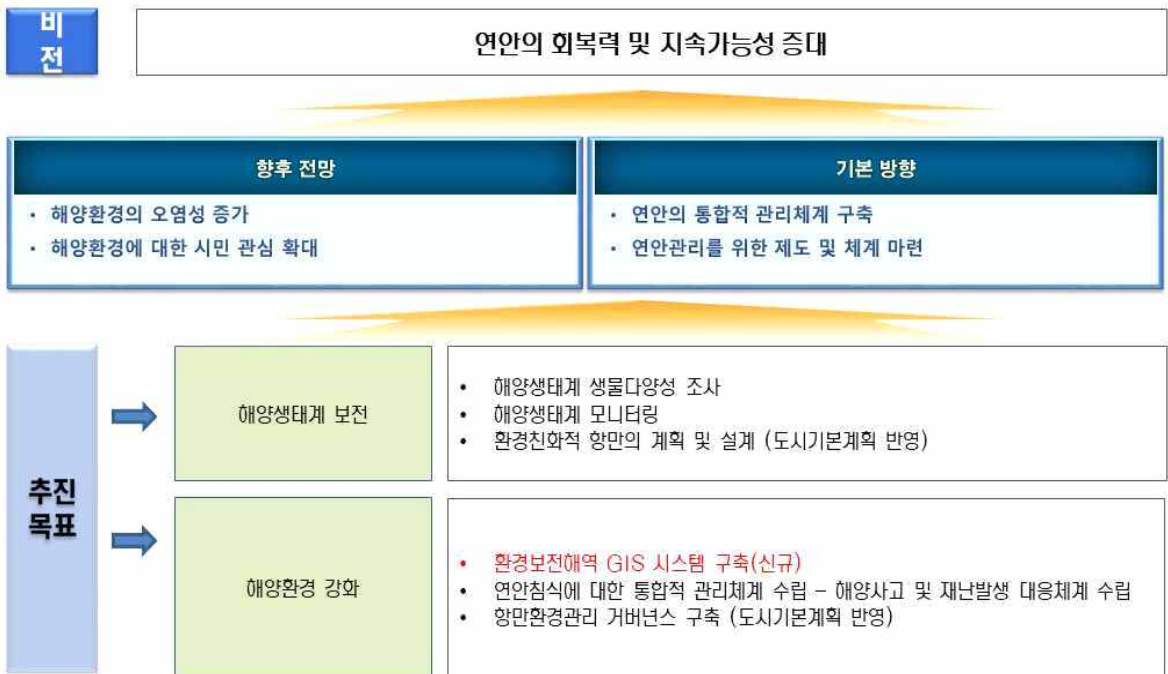 비
전
연안의 회복력 및 지속가능성 증대
향후 전망
• 해양환경의 오염성 증가
• 해양환경에 대한 시민 관심 확대
기본 방향
• 연안의 통합적 관리체계 구축
• 연안관리를 위한 제도 및 체계 마련
추진
목표
해양생태계 보전
• 해양생태계 생물다양성 조사
• 해양생태계 모니터링
• 환경친화적 항만의 계획 및 설계 (도시기본계획 반영)
해양환경 강화
• 환경보전해역 GIS 시스템 구축(신규)
• 연안침식에 대한 통합적 관리체계 수립 – 해양사고 및 재난발생 대응체계 수립
• 항만환경관리 거버넌스 구축 (도시기본계획 반영)